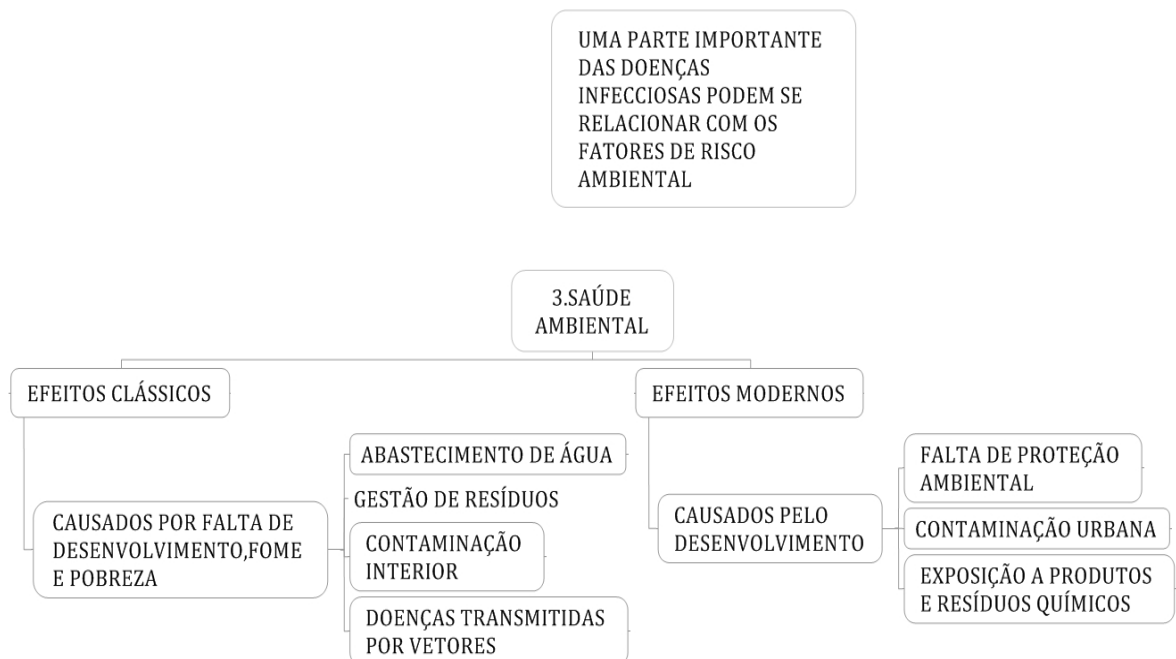 UMA PARTE IMPORTANTE
DAS DOENÇAS
INFECCIOSAS PODEM SE
RELACIONAR COM OS
FATORES DE RISCO
AMBIENTAL
3.SAÚDE
AMBIENTAL
EFEITOS CLÁSSICOS
CAUSADOS POR FALTA DE
DESENVOLVIMENTO,FOME
E POBREZA
ABASTECIMENTO DE ÁGUA
GESTÃO DE RESÍDUOS
CONTAMINAÇÃO
INTERIOR
DOENÇAS TRANSMITIDAS
POR VETORES
EFEITOS MODERNOS
CAUSADOS PELO
DESENVOLVIMENTO
FALTA DE PROTEÇÃO
AMBIENTAL
CONTAMINAÇÃO URBANA
EXPOSIÇÃO A PRODUTOS
E RESÍDUOS QUÍMICOS